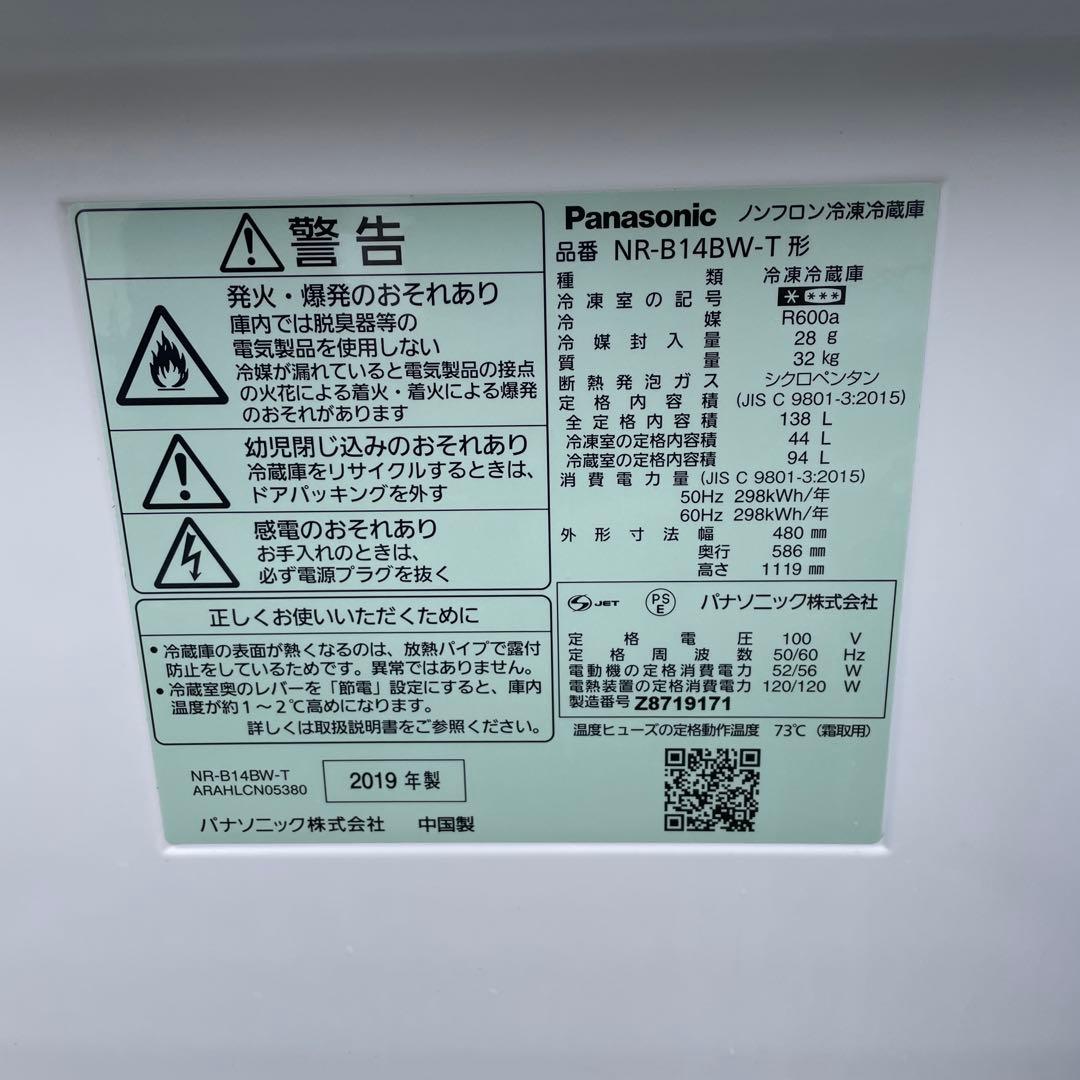 警告
発火・爆発のおそれあり
庫内では脱臭器等の
電気製品を使用しない
冷媒が漏れていると電気製品の接点
の火花による着火・着火による爆発
のおそれがあります
幼児閉じ込みのおそれあり
冷蔵庫をリサイクルするときは、
ドアパッキングを外す
感電のおそれあり
お手入れのときは、
必ず電源プラグを抜く
正しくお使いいただくために
• 冷蔵庫の表面が熱くなるのは、放熱パイプで露付
防止をしているためです。異常ではありません。
• 冷蔵室奥のレバーを「節電」設定にすると、庫内
温度が約1～2℃高めになります。
詳しくは取扱説明書をご参照ください。
NR-B14BW-T
ARAHLCN05380
2019 年製
パナソニック株式会社 中国製
Panasonic ノンフロン冷凍冷蔵庫
品番 NR-B14BW-T 形
種類 冷凍冷蔵庫
冷凍室の記号 * ***
冷媒 R600a
冷媒封入量 28 g
質量 32 kg
断熱発泡ガス シクロペンタン
定格内容積 (JIS C 9801-3:2015)
全定格内容積 138 L
冷凍室の定格内容積 44 L
冷蔵室の定格内容積 94 L
消費電力量 (JIS C 9801-3:2015)
50Hz 298kWh/年
60Hz 298kWh/年
外形寸法 幅 480 mm
奥行 586 mm
高さ 1119 mm
S JET PSE パナソニック株式会社
定格電圧 100 V
定格周波数 50/60 Hz
電動機の定格消費電力 52/56 W
電熱装置の定格消費電力 120/120 W
製造番号 Z8719171
温度ヒューズの定格動作温度 73℃（霜取用）